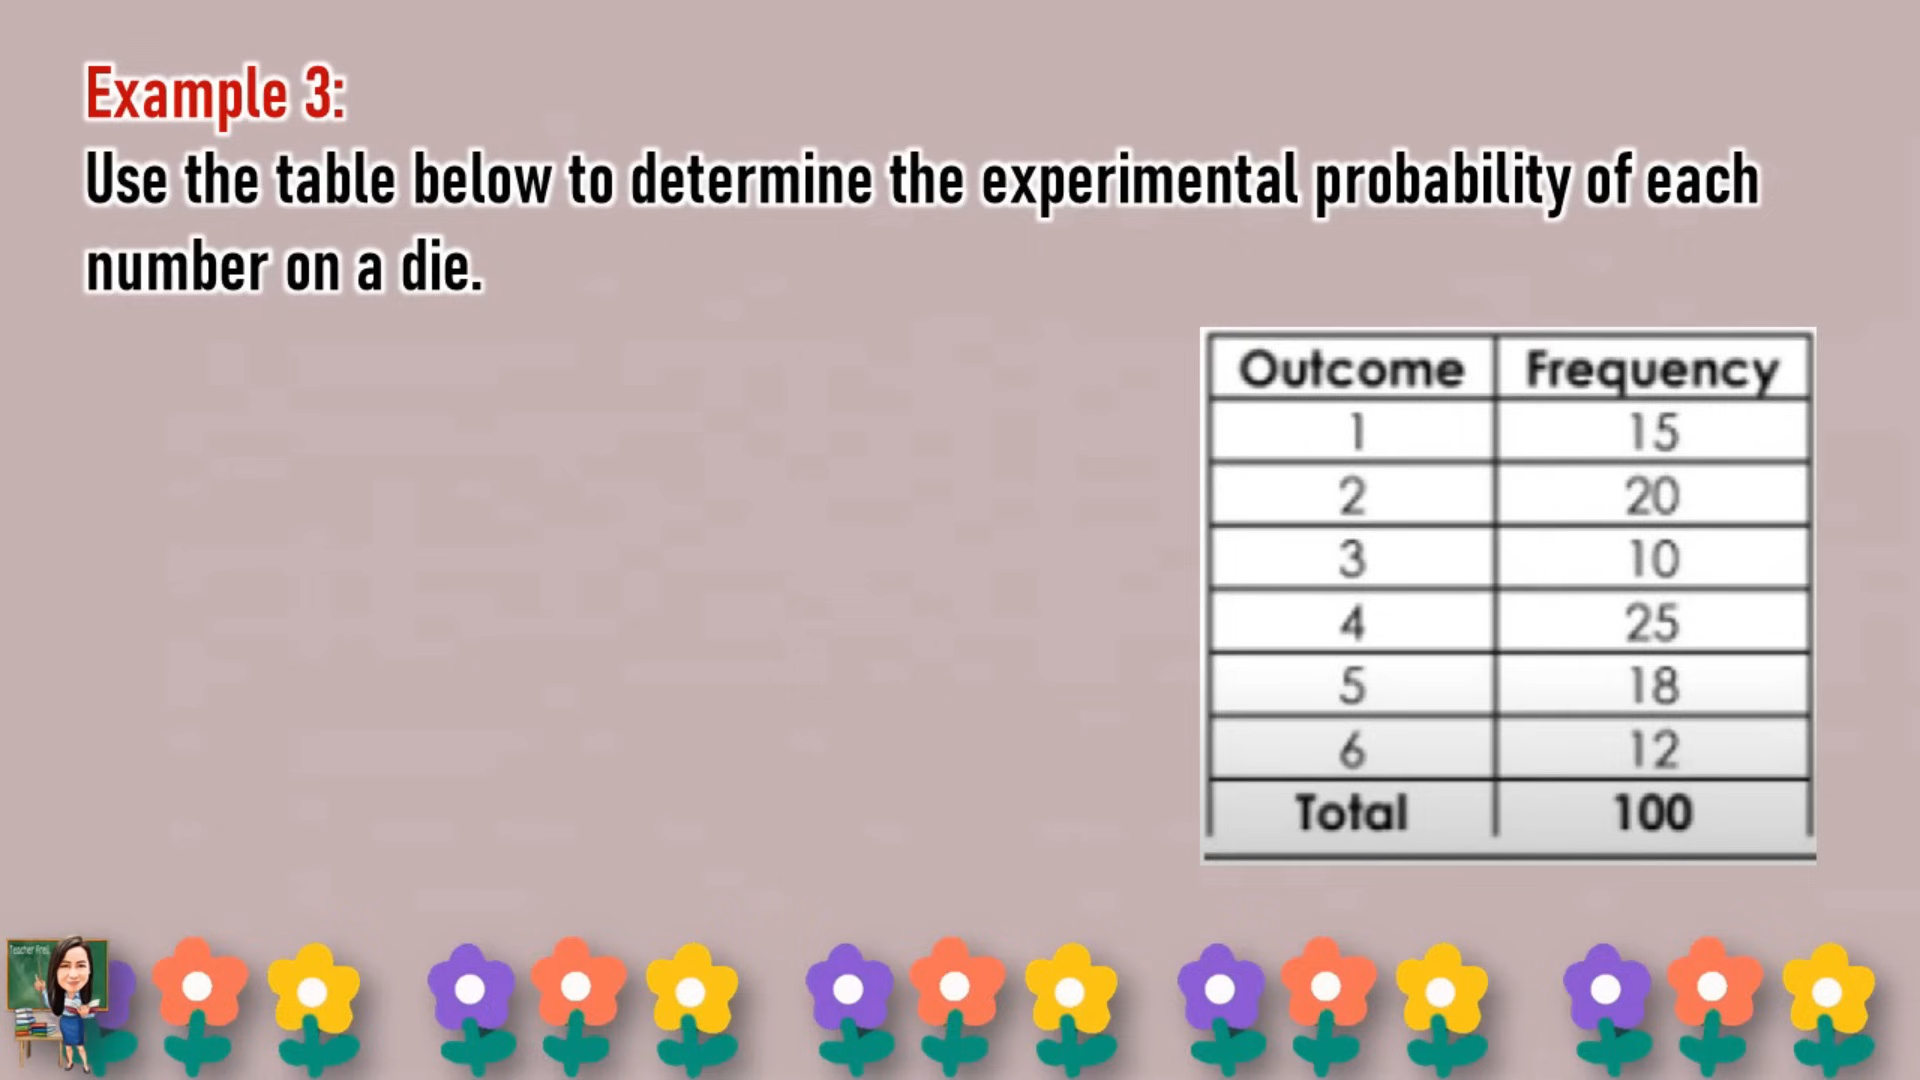 Example 3:
Use the table below to determine the experimental probability of each
number on a die.
Outcome Frequency
1 15
2 20
3 10
4 25
5 18
6 12
Total 100
Teacher